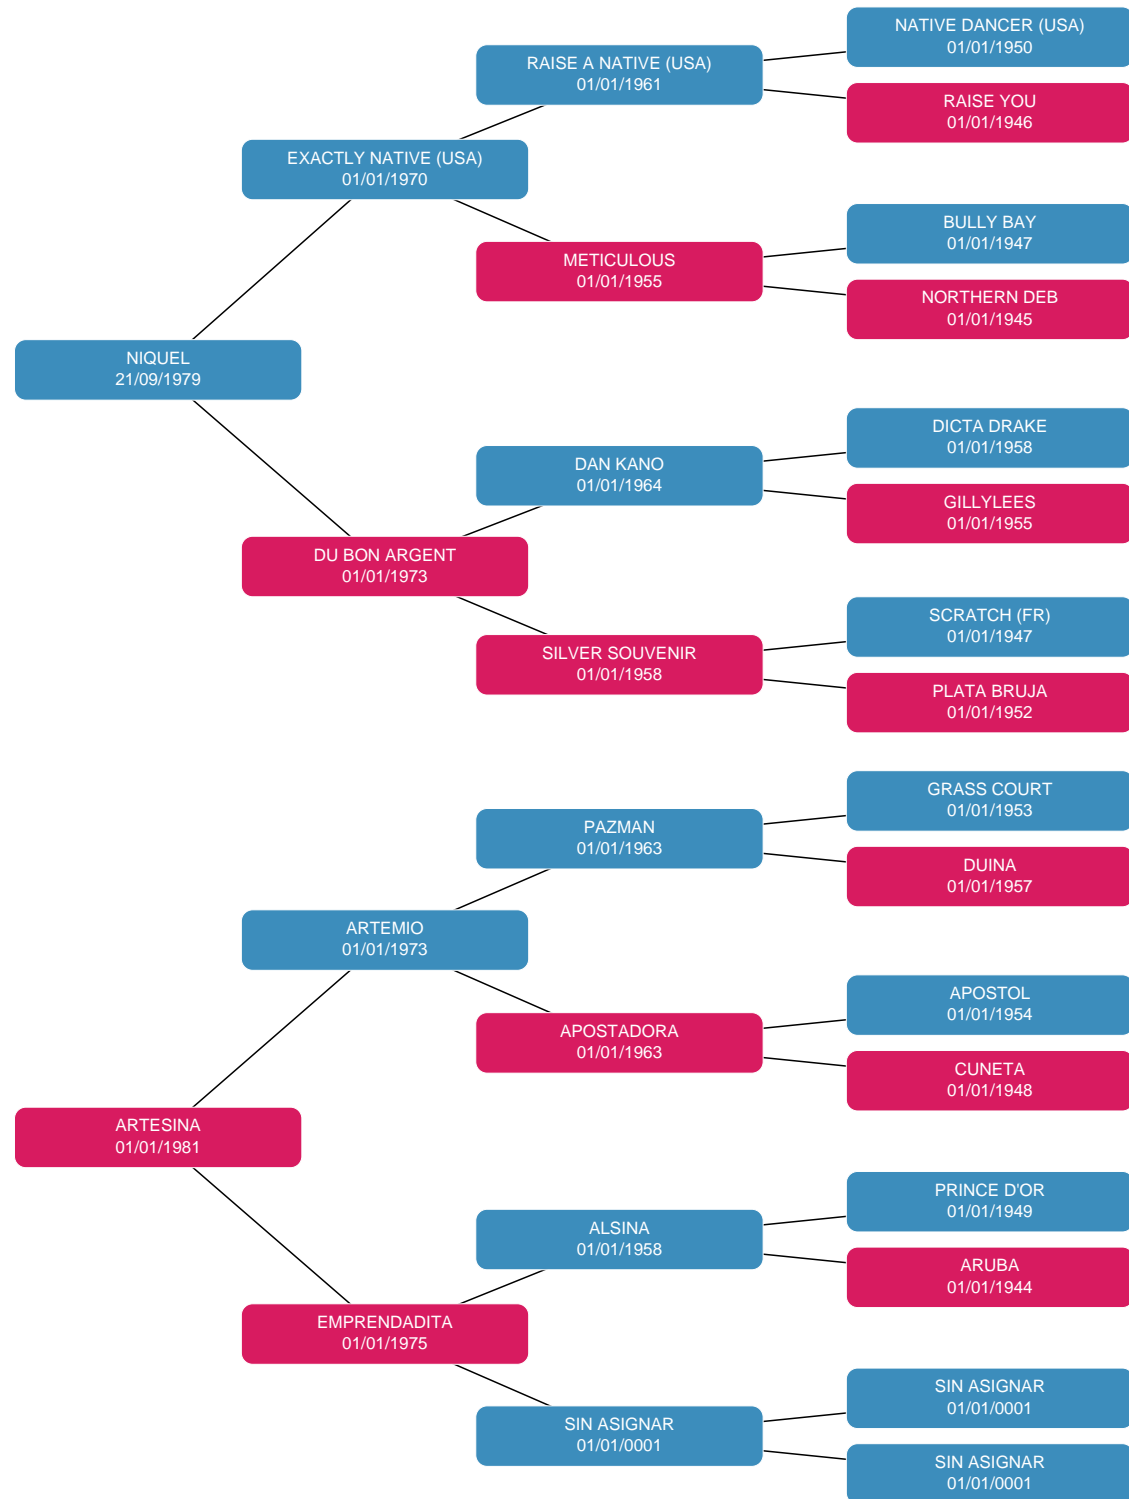 NATIVE DANCER (USA)
01/01/1950
RAISE A NATIVE (USA)
01/01/1961
RAISE YOU
01/01/1946
EXACTLY NATIVE (USA)
01/01/1970
BULLY BAY
01/01/1947
METICULOUS
01/01/1955
NORTHERN DEB
01/01/1945
NIQUEL
21/09/1979
DICTA DRAKE
01/01/1958
DAN KANO
01/01/1964
GILLYLEES
01/01/1955
DU BON ARGENT
01/01/1973
SCRATCH (FR)
01/01/1947
SILVER SOUVENIR
01/01/1958
PLATA BRUJA
01/01/1952
GRASS COURT
01/01/1953
PAZMAN
01/01/1963
DUINA
01/01/1957
ARTEMIO
01/01/1973
APOSTOL
01/01/1954
APOSTADORA
01/01/1963
CUNETA
01/01/1948
ARTESINA
01/01/1981
PRINCE D'OR
01/01/1949
ALSINA
01/01/1958
ARUBA
01/01/1944
EMPRENDADITA
01/01/1975
SIN ASIGNAR
01/01/0001
SIN ASIGNAR
01/01/0001
SIN ASIGNAR
01/01/0001